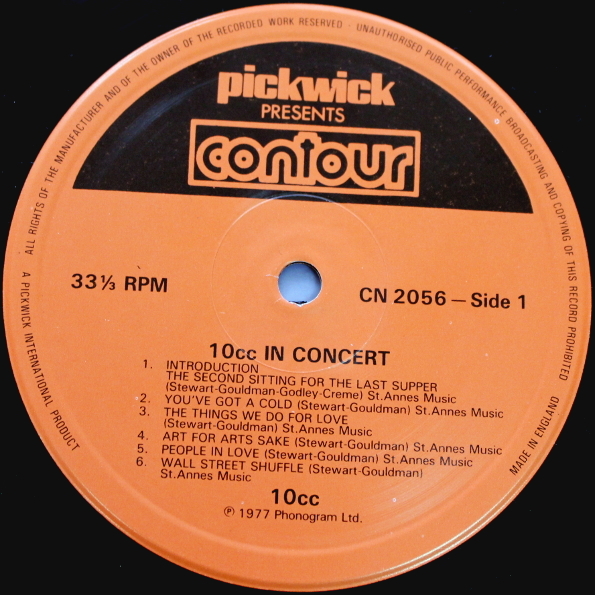 ALL RIGHTS OF THE MANUFACTURER AND OF THE OWNER OF THE RECORDED WORK RESERVED - UNAUTHORISED PUBLIC PERFORMANCE BROADCASTING AND COPYING OF THIS RECORD PROHIBITED
pickwick
PRESENTS
contour
33⅓ RPM
CN 2056 — Side 1
10cc IN CONCERT
1. INTRODUCTION
THE SECOND SITTING FOR THE LAST SUPPER
(Stewart-Gouldman-Godley-Creme) St.Annes Music
2. YOU'VE GOT A COLD (Stewart-Gouldman) St.Annes Music
3. THE THINGS WE DO FOR LOVE
(Stewart-Gouldman) St.Annes Music
4. ART FOR ARTS SAKE (Stewart-Gouldman) St.Annes Music
5. PEOPLE IN LOVE (Stewart-Gouldman) St.Annes Music
6. WALL STREET SHUFFLE (Stewart-Gouldman)
St.Annes Music
10cc
℗ 1977 Phonogram Ltd.
A PICKWICK INTERNATIONAL PRODUCT
MADE IN ENGLAND